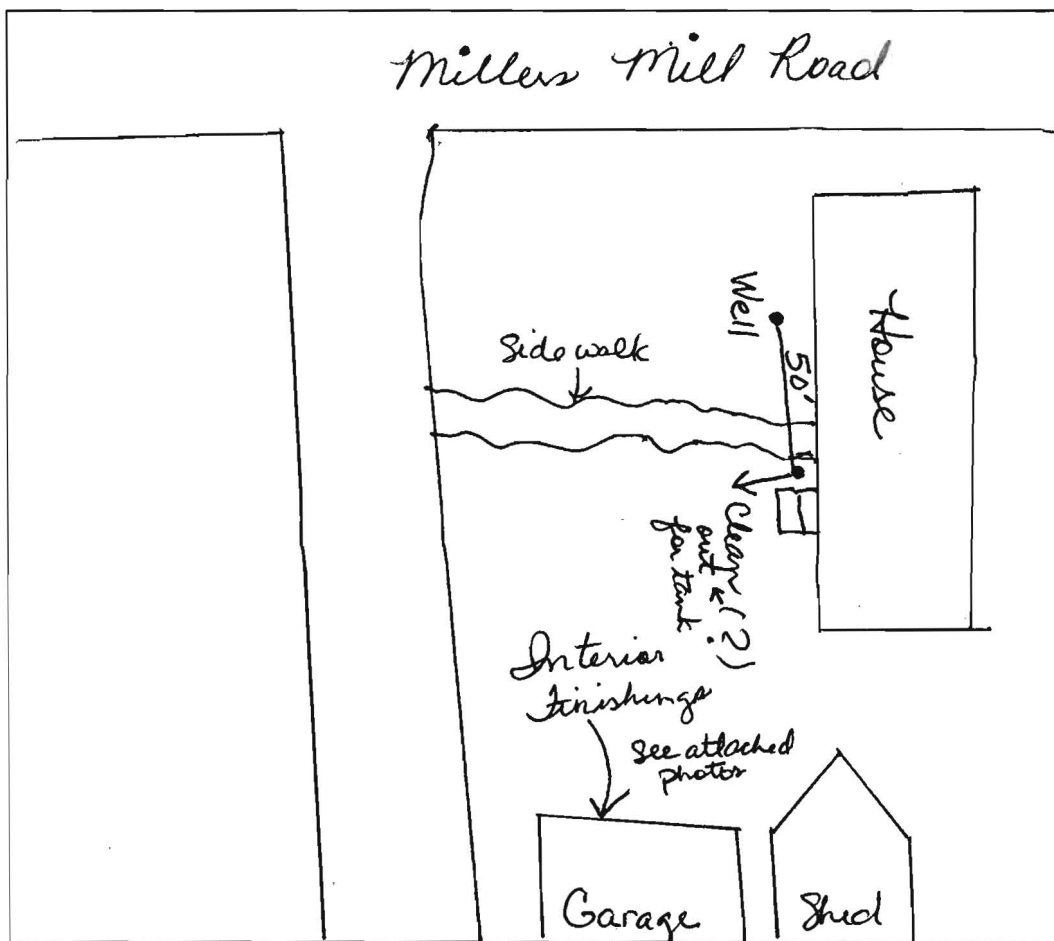 Millers Mill Road
Well
House
50'
Sidewalk
Clean (?)
out
for tank
Interior
Finishings
see attached
photos
Garage
Shed